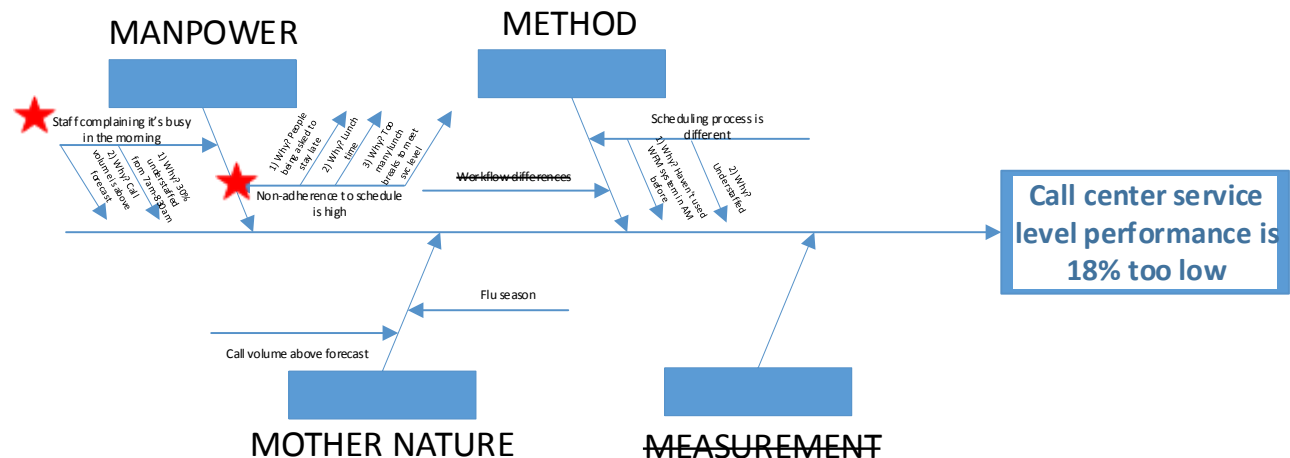 MANPOWER
METHOD
Staff complaining it's busy
in the morning
1) Why? 30%
understaffed
from 7am-830am
2) Why? Call
volume is above
forecast
1) Why? People
being asked to
stay late
2) Why? Lunch
time
3) Why? Too
many lunch
breaks to meet
svc level
Non-adherence to schedule
is high
Scheduling process is
different
Workflow differences
1) Why? Haven't used
WFM system in AM
before
2) Why?
Understaffed
Call center service
level performance is
18% too low
Flu season
Call volume above forecast
MOTHER NATURE
MEASUREMENT